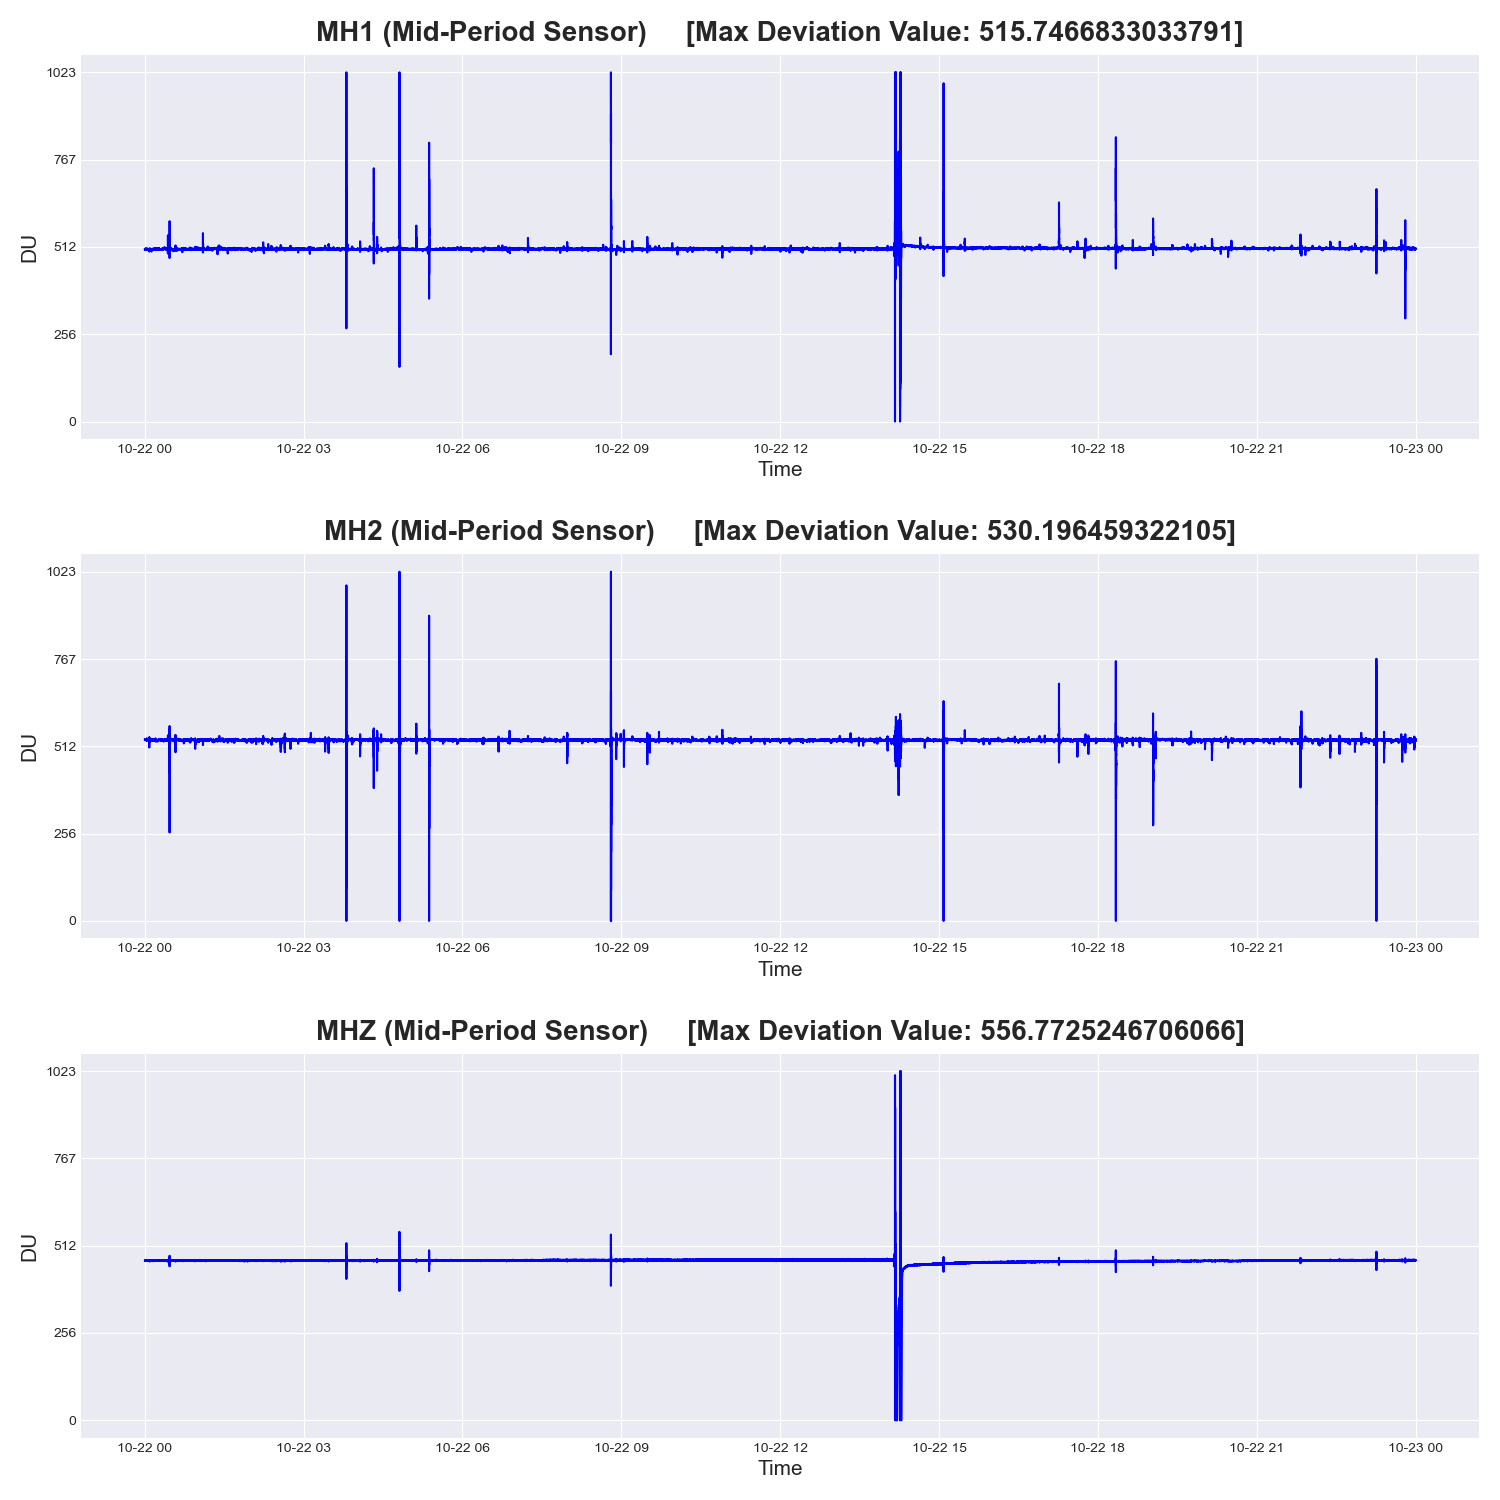 MH1 (Mid-Period Sensor) [Max Deviation Value: 515.7466833033791]
1023
767
512
256
0
DU
10-22 00 10-22 03 10-22 06 10-22 09 10-22 12 10-22 15 10-22 18 10-22 21 10-23 00
Time
MH2 (Mid-Period Sensor) [Max Deviation Value: 530.196459322105]
1023
767
512
256
0
DU
10-22 00 10-22 03 10-22 06 10-22 09 10-22 12 10-22 15 10-22 18 10-22 21 10-23 00
Time
MHZ (Mid-Period Sensor) [Max Deviation Value: 556.7725246706066]
1023
767
512
256
0
DU
10-22 00 10-22 03 10-22 06 10-22 09 10-22 12 10-22 15 10-22 18 10-22 21 10-23 00
Time